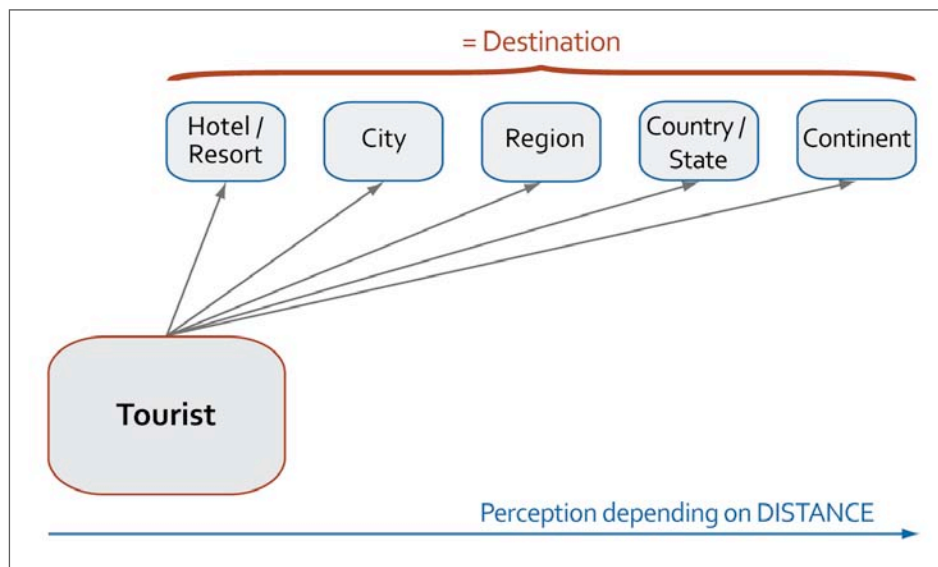 = Destination
Hotel /
Resort
City
Region
Country /
State
Continent
Tourist
Perception depending on DISTANCE